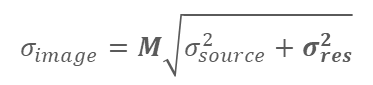 σ_image = M√(σ²_source + σ²_res)